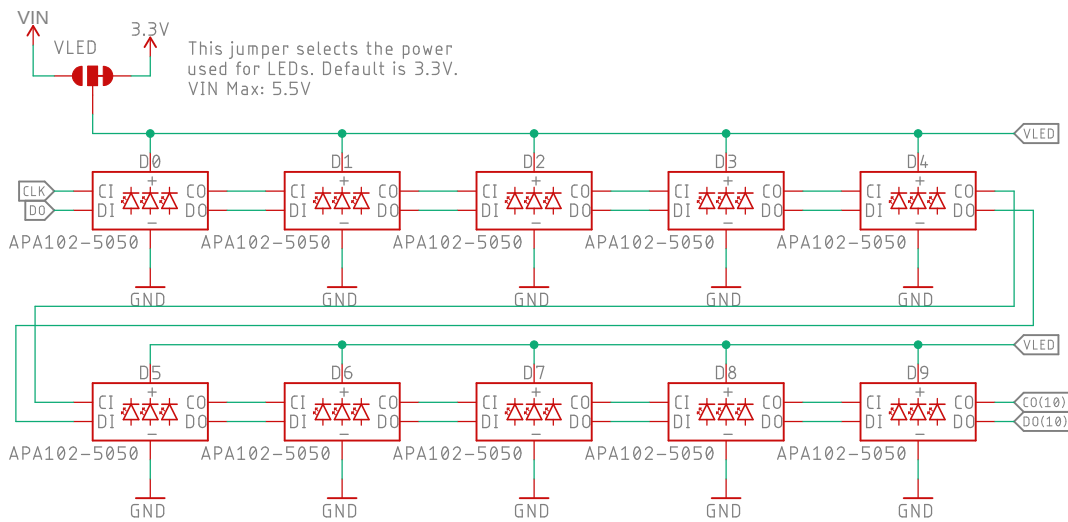 VIN
3.3V
VLED
This jumper selects the power
used for LEDs. Default is 3.3V.
VIN Max: 5.5V
VLED
D0 D1 D2 D3 D4
+ + + + +
CLK CI CO CI CO CI CO CI CO CI CO
DO DI DO DI DO DI DO DI DO DI DO
− − − − −
APA102-5050 APA102-5050 APA102-5050 APA102-5050 APA102-5050
GND GND GND GND GND
VLED
D5 D6 D7 D8 D9
+ + + + +
CI CO CI CO CI CO CI CO CI CO CO(10)
DI DO DI DO DI DO DI DO DI DO DO(10)
− − − − −
APA102-5050 APA102-5050 APA102-5050 APA102-5050 APA102-5050
GND GND GND GND GND